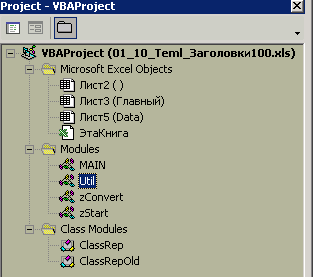 Project - VBAProject
VBAProject (01_10_Teml_Заголовки100.xls)
Microsoft Excel Objects
Лист2 ( )
Лист3 (Главный)
Лист5 (Data)
ЭтаКнига
Modules
MAIN
Util
zConvert
zStart
Class Modules
ClassRep
ClassRepOld